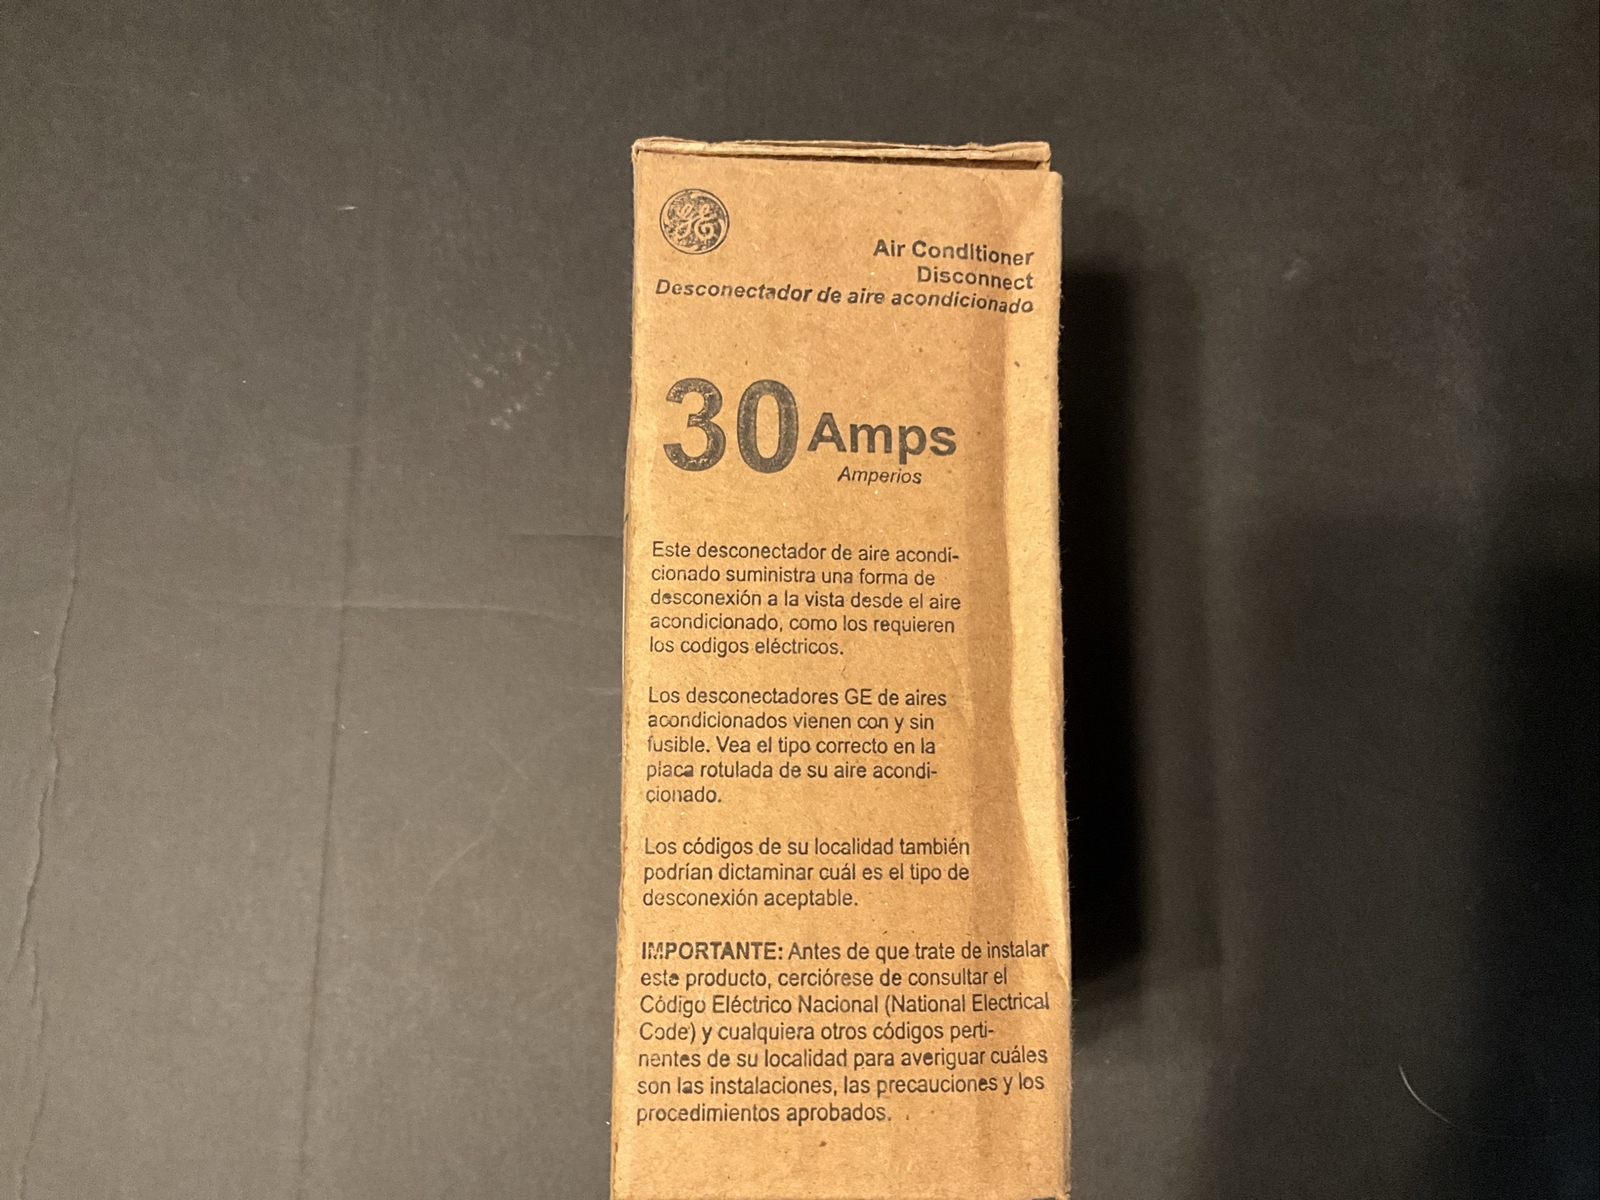 GE
Air Conditioner
Disconnect
Desconectador de aire acondicionado
30 Amps
Amperios
Este desconectador de aire acondi-
cionado suministra una forma de
desconexión a la vista desde el aire
acondicionado, como los requieren
los codigos eléctricos.
Los desconectadores GE de aires
acondicionados vienen con y sin
fusible. Vea el tipo correcto en la
placa rotulada de su aire acondi-
cionado.
Los códigos de su localidad también
podrían dictaminar cuál es el tipo de
desconexión aceptable.
IMPORTANTE: Antes de que trate de instalar
este producto, cerciórese de consultar el
Código Eléctrico Nacional (National Electrical
Code) y cualquiera otros códigos perti-
nentes de su localidad para averiguar cuáles
son las instalaciones, las precauciones y los
procedimientos aprobados.